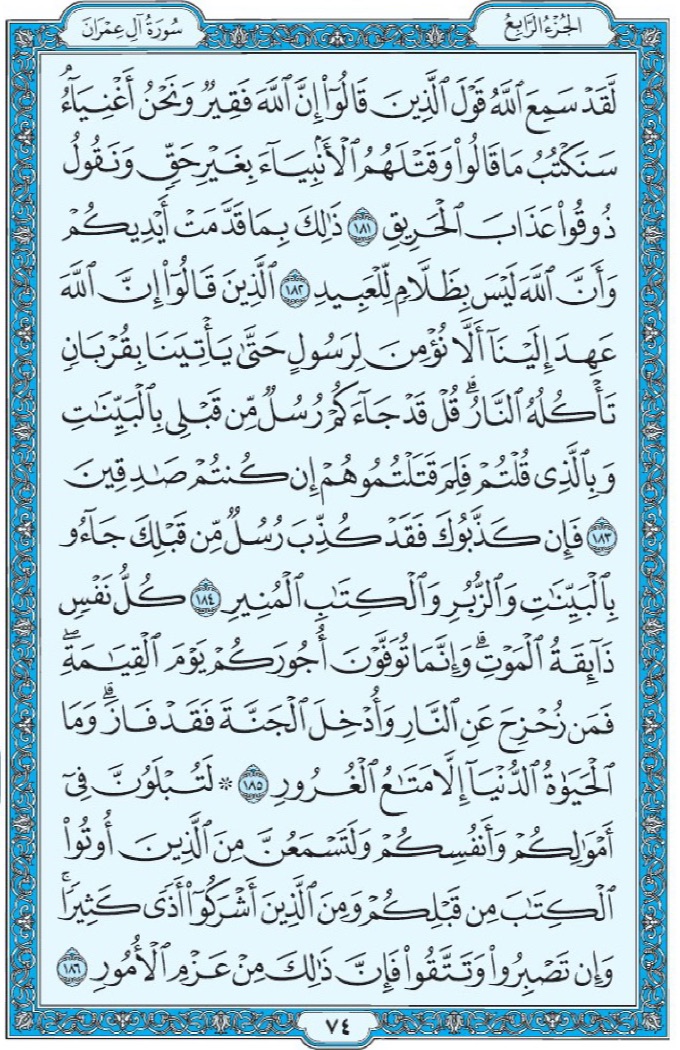 الجُزْءُ الرَّابِعُ
سُورَةُ آلِ عِمْرَانَ
لَّقَدْ سَمِعَ ٱللَّهُ قَوْلَ ٱلَّذِينَ قَالُوٓا۟ إِنَّ ٱللَّهَ فَقِيرٌ وَنَحْنُ أَغْنِيَآءُ ۘ
سَنَكْتُبُ مَا قَالُوا۟ وَقَتْلَهُمُ ٱلْأَنۢبِيَآءَ بِغَيْرِ حَقٍّ وَنَقُولُ
ذُوقُوا۟ عَذَابَ ٱلْحَرِيقِ ١٨١ ذَٰلِكَ بِمَا قَدَّمَتْ أَيْدِيكُمْ
وَأَنَّ ٱللَّهَ لَيْسَ بِظَلَّامٍ لِّلْعَبِيدِ ١٨٢ ٱلَّذِينَ قَالُوٓا۟ إِنَّ ٱللَّهَ
عَهِدَ إِلَيْنَآ أَلَّا نُؤْمِنَ لِرَسُولٍ حَتَّىٰ يَأْتِيَنَا بِقُرْبَانٍ
تَأْكُلُهُ ٱلنَّارُ ۗ قُلْ قَدْ جَآءَكُمْ رُسُلٌ مِّن قَبْلِى بِٱلْبَيِّنَٰتِ
وَبِٱلَّذِى قُلْتُمْ فَلِمَ قَتَلْتُمُوهُمْ إِن كُنتُمْ صَٰدِقِينَ
١٨٣ فَإِن كَذَّبُوكَ فَقَدْ كُذِّبَ رُسُلٌ مِّن قَبْلِكَ جَآءُو
بِٱلْبَيِّنَٰتِ وَٱلزُّبُرِ وَٱلْكِتَٰبِ ٱلْمُنِيرِ ١٨٤ كُلُّ نَفْسٍ
ذَآئِقَةُ ٱلْمَوْتِ ۗ وَإِنَّمَا تُوَفَّوْنَ أُجُورَكُمْ يَوْمَ ٱلْقِيَٰمَةِ ۖ
فَمَن زُحْزِحَ عَنِ ٱلنَّارِ وَأُدْخِلَ ٱلْجَنَّةَ فَقَدْ فَازَ ۗ وَمَا
ٱلْحَيَوٰةُ ٱلدُّنْيَآ إِلَّا مَتَٰعُ ٱلْغُرُورِ ١٨٥ * لَتُبْلَوُنَّ فِىٓ
أَمْوَٰلِكُمْ وَأَنفُسِكُمْ وَلَتَسْمَعُنَّ مِنَ ٱلَّذِينَ أُوتُوا۟
ٱلْكِتَٰبَ مِن قَبْلِكُمْ وَمِنَ ٱلَّذِينَ أَشْرَكُوٓا۟ أَذًى كَثِيرًا ۚ
وَإِن تَصْبِرُوا۟ وَتَتَّقُوا۟ فَإِنَّ ذَٰلِكَ مِنْ عَزْمِ ٱلْأُمُورِ ١٨٦
٧٤